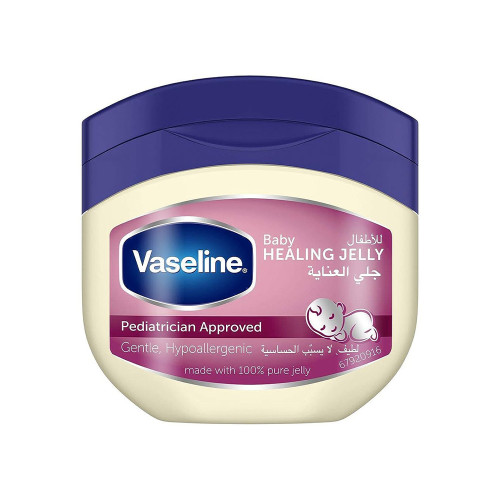 Vaseline®
Baby
HEALING JELLY
للأطفال
جلي العناية
Pediatrician Approved
Gentle, Hypoallergenic
لطيف, لا يسبّب الحساسية
made with 100% pure jelly
67920916